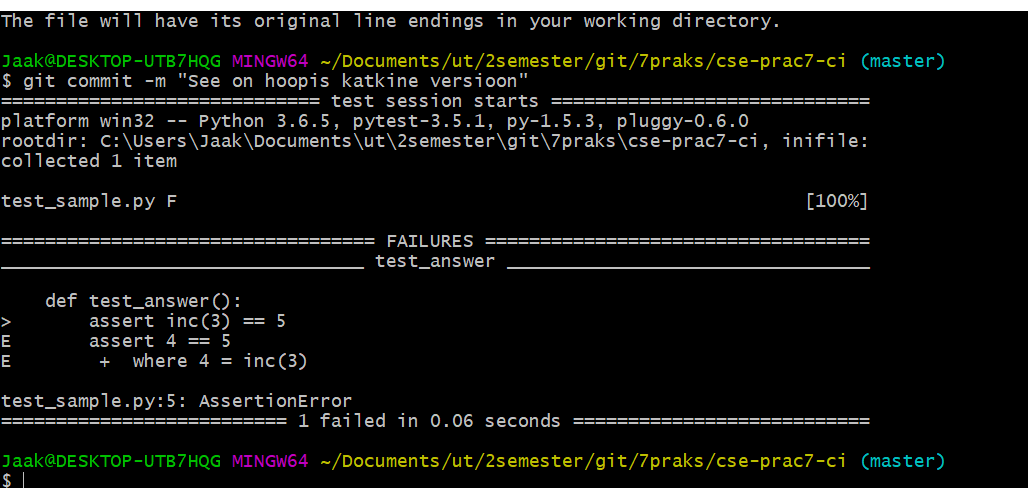 The file will have its original line endings in your working directory.
Jaak@DESKTOP-UTB7HQG MINGW64 ~/Documents/ut/2semester/git/7praks/cse-prac7-ci (master)
$ git commit -m "See on hoopis katkine versioon"
============================= test session starts =============================
platform win32 -- Python 3.6.5, pytest-3.5.1, py-1.5.3, pluggy-0.6.0
rootdir: C:\Users\Jaak\Documents\ut\2semester\git\7praks\cse-prac7-ci, inifile:
collected 1 item
test_sample.py F                                                         [100%]
================================== FAILURES ===================================
_________________________________ test_answer _________________________________
    def test_answer():
>       assert inc(3) == 5
E       assert 4 == 5
E        +  where 4 = inc(3)
test_sample.py:5: AssertionError
========================== 1 failed in 0.06 seconds ===========================
Jaak@DESKTOP-UTB7HQG MINGW64 ~/Documents/ut/2semester/git/7praks/cse-prac7-ci (master)
$